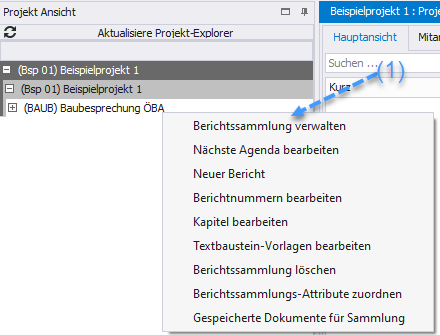 Projekt Ansicht
Beispielprojekt 1 : Proje
Aktualisiere Projekt-Explorer
Hauptansicht
Mitar
Suchen ...
(Bsp 01) Beispielprojekt 1
(1)
(Bsp 01) Beispielprojekt 1
Kurz
(BAUB) Baubesprechung ÖBA
Berichtssammlung verwalten
Nächste Agenda bearbeiten
Neuer Bericht
Berichtnummern bearbeiten
Kapitel bearbeiten
Textbaustein-Vorlagen bearbeiten
Berichtssammlung löschen
Berichtssammlungs-Attribute zuordnen
Gespeicherte Dokumente für Sammlung